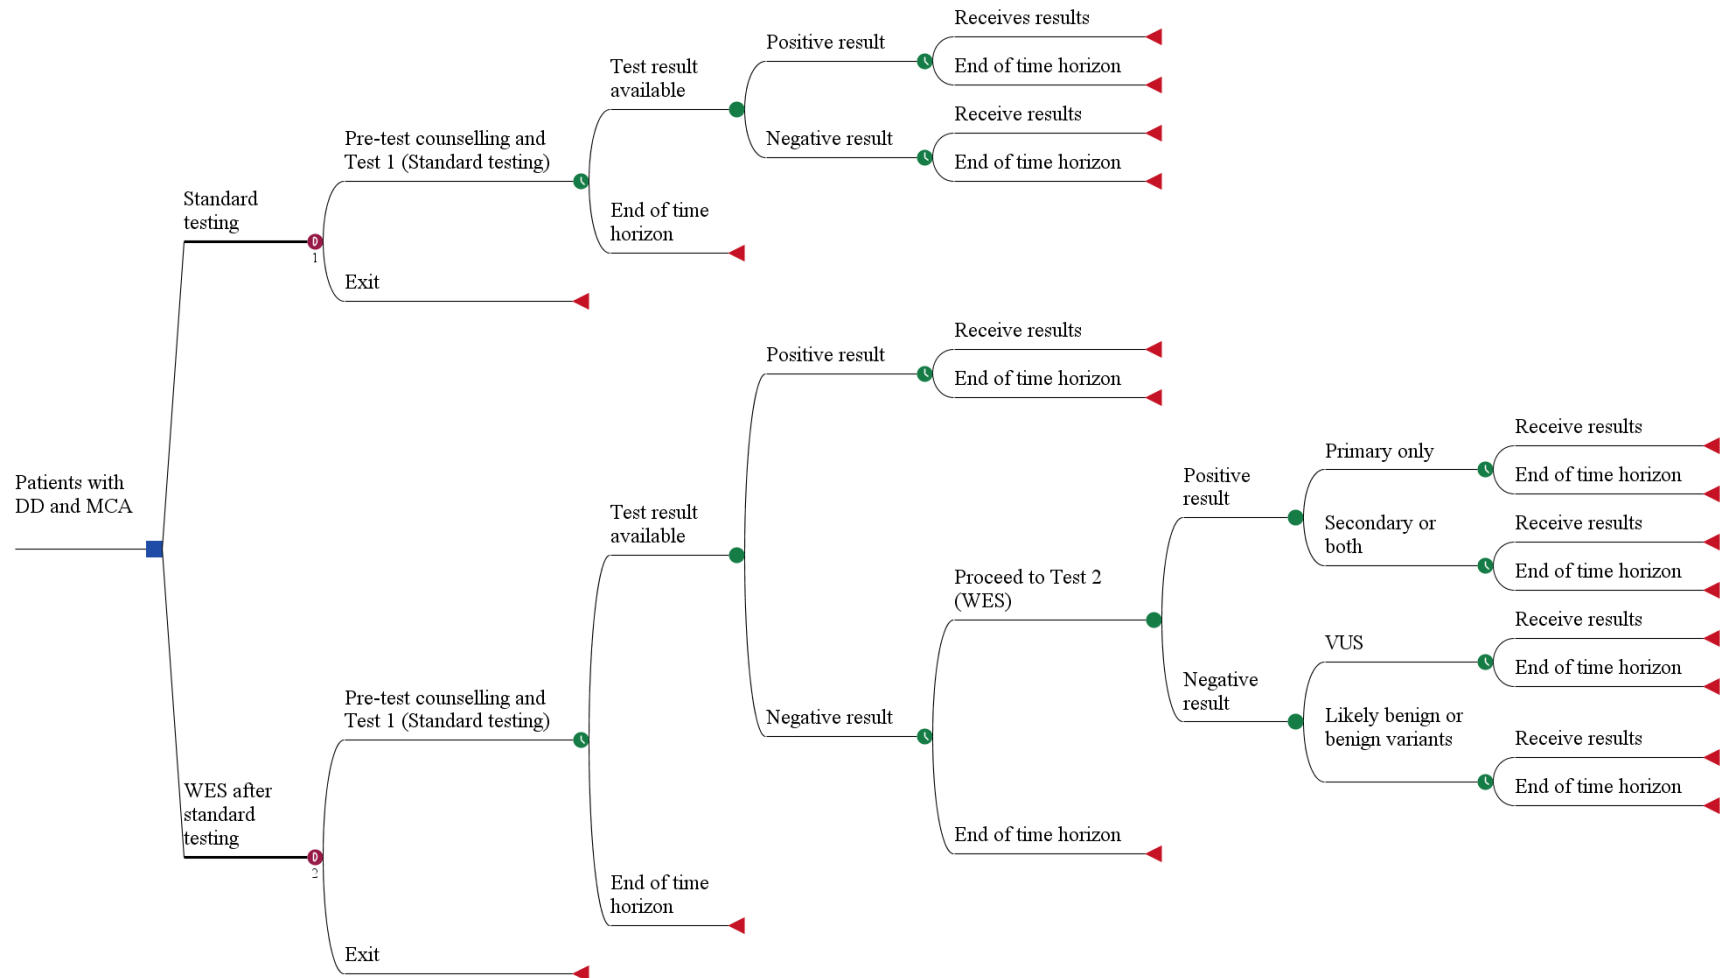 Receives results
Positive result
End of time horizon
Test result
available
Receive results
Pre-test counselling and
Test 1 (Standard testing)
Negative result
End of time horizon
Standard
testing
End of time
horizon
D
1
Exit
Receive results
Positive result
End of time horizon
Receive results
Primary only
End of time horizon
Positive
result
Patients with
DD and MCA
Test result
available
Secondary or
both
Receive results
End of time horizon
Proceed to Test 2
(WES)
Receive results
VUS
End of time horizon
Negative
result
Pre-test counselling and
Test 1 (Standard testing)
Negative result
Likely benign or
benign variants
Receive results
End of time horizon
WES after
standard
testing
End of time horizon
D
2
End of time
horizon
Exit